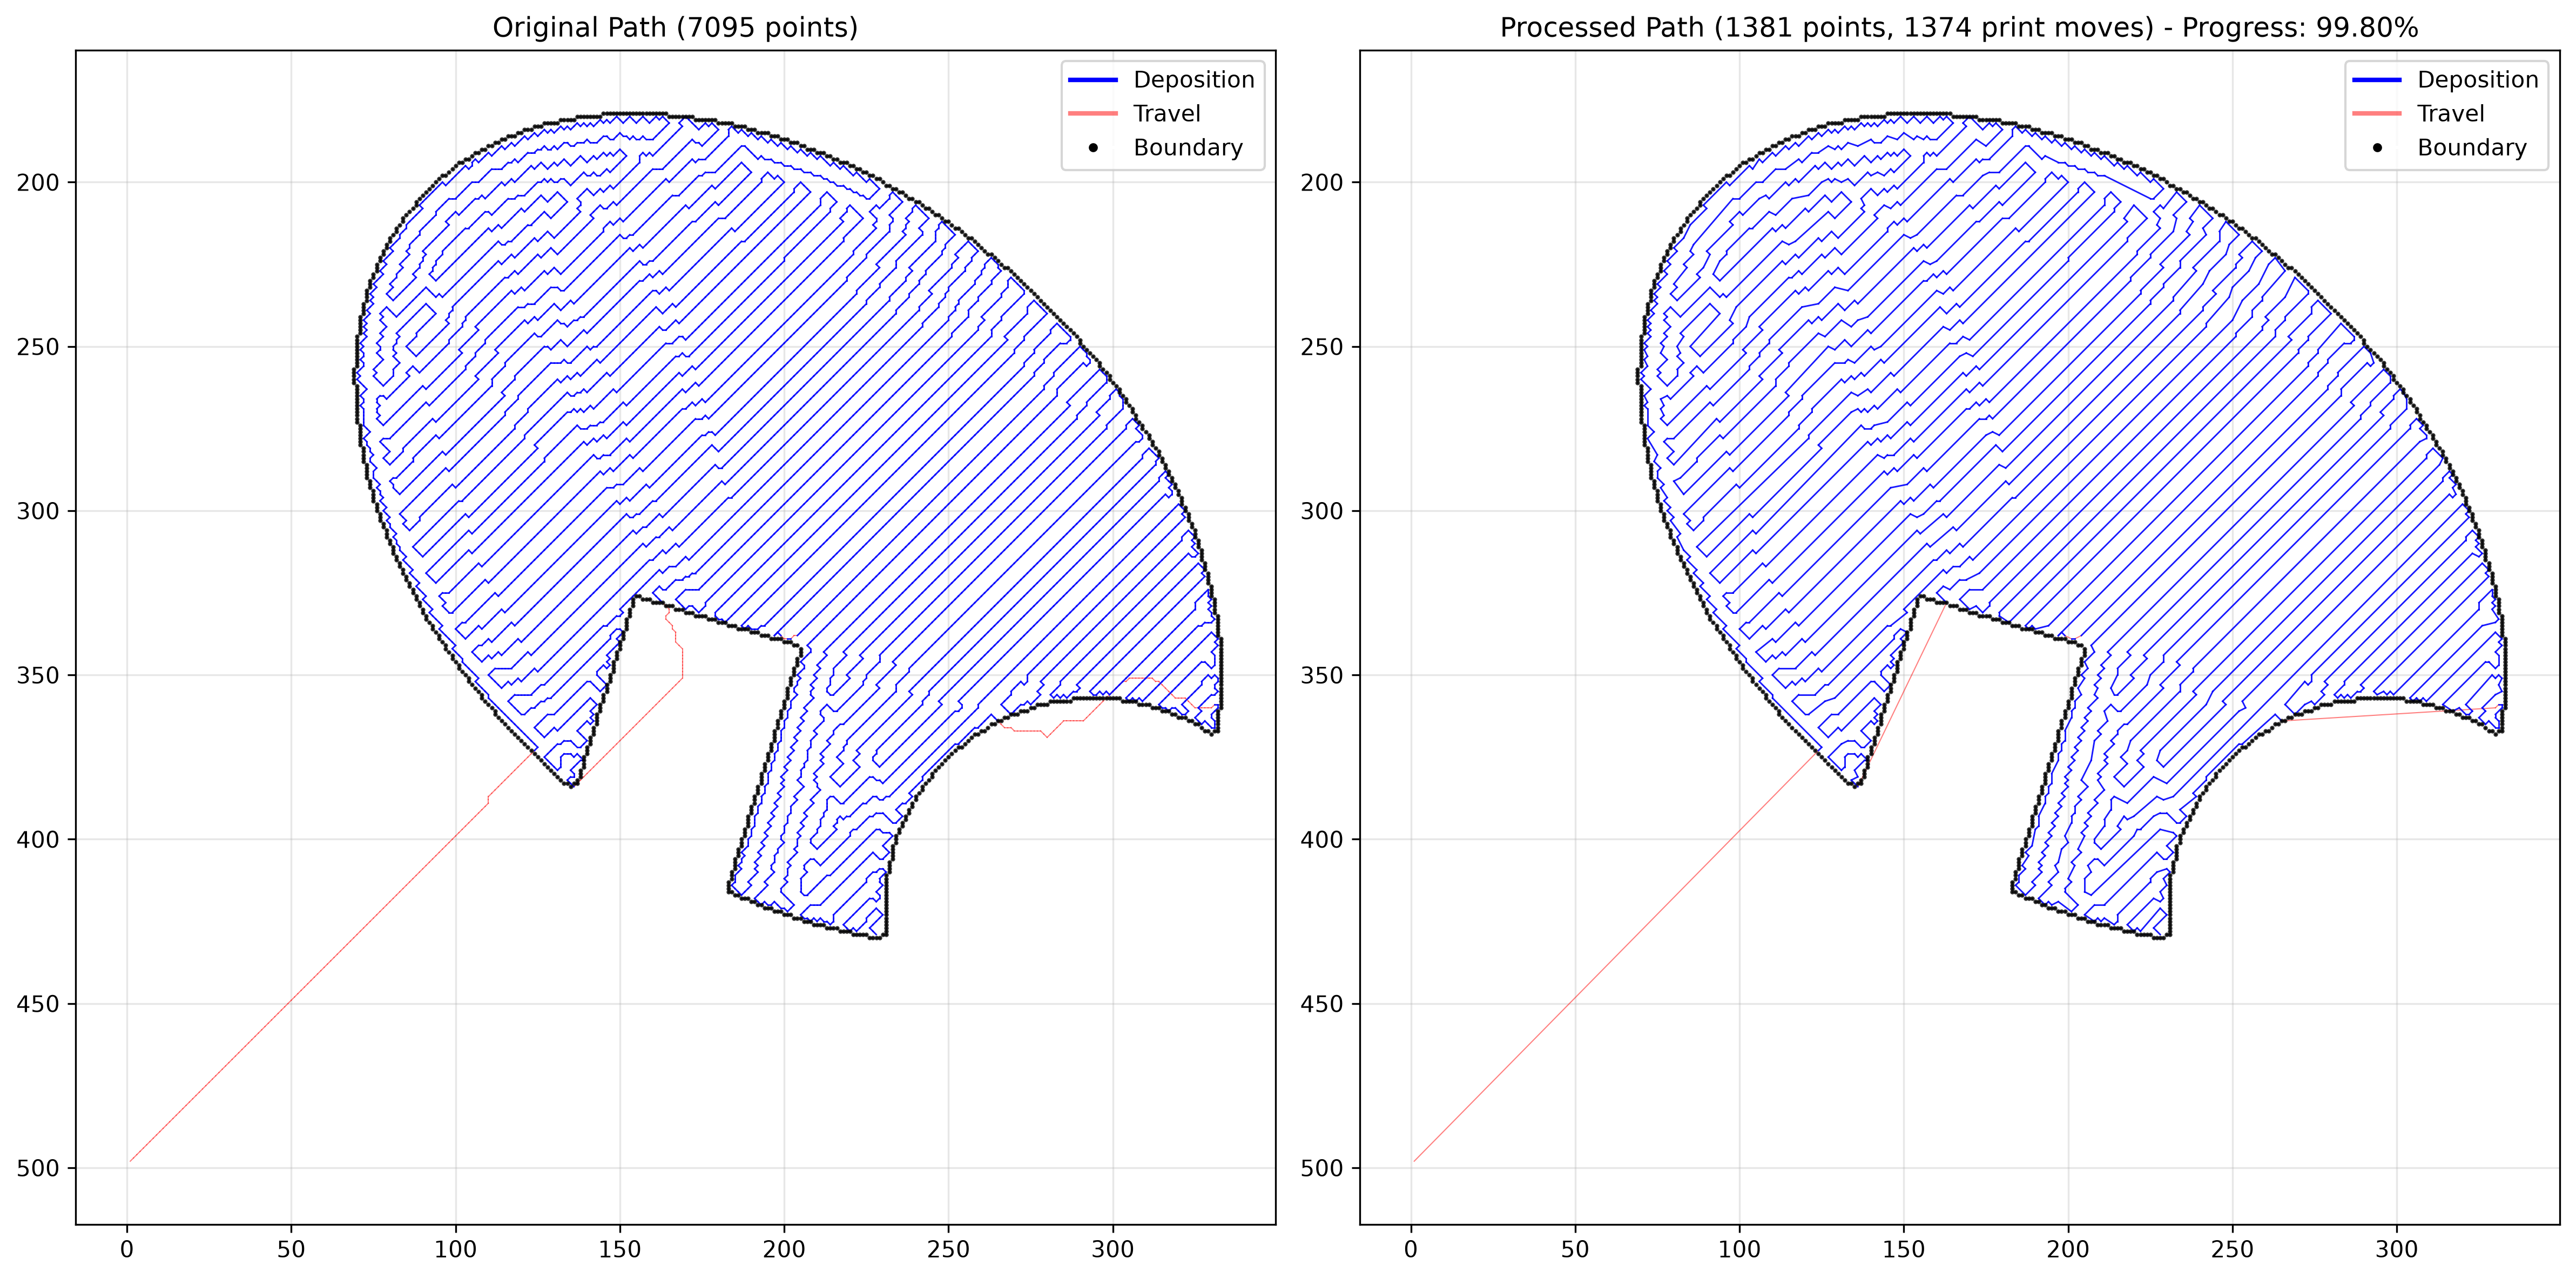 Original Path (7095 points)
Deposition
Travel
Boundary
200
250
300
350
400
450
500
0 50 100 150 200 250 300
Processed Path (1381 points, 1374 print moves) - Progress: 99.80%
Deposition
Travel
Boundary
200
250
300
350
400
450
500
0 50 100 150 200 250 300